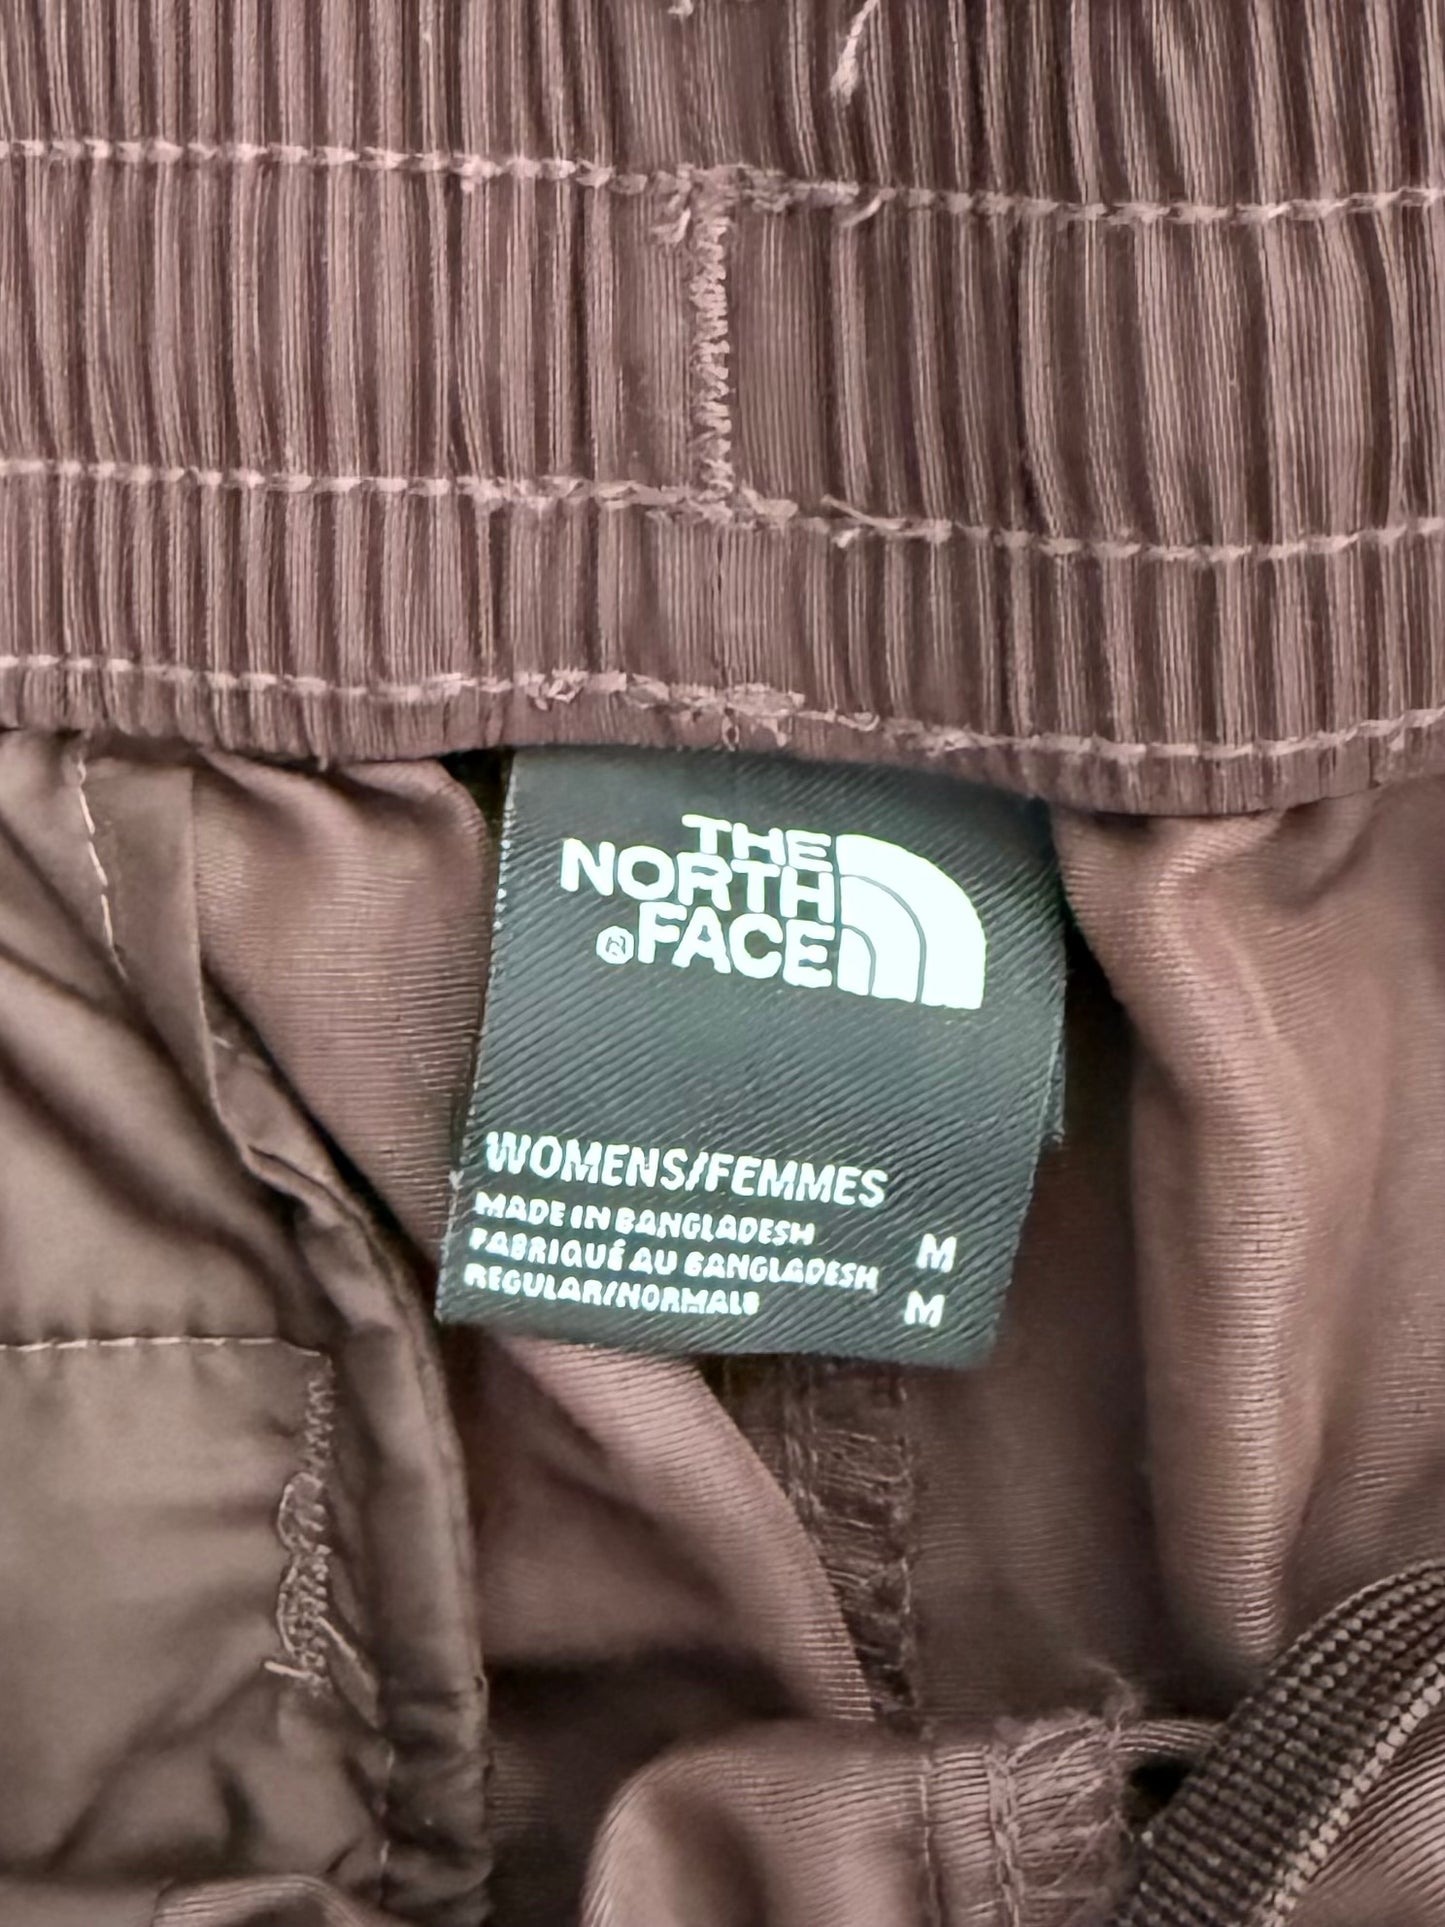 THE
NORTH
®FACE
WOMENS/FEMMES
MADE IN BANGLADESH
FABRIQUÉ AU BANGLADESH M
REGULAR/NORMALE M